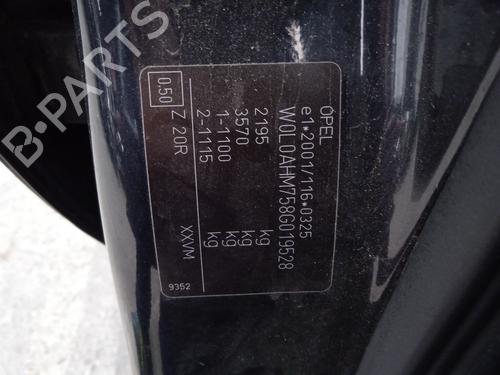 OPEL
e1*2001/116*0325
W0L0AHM758G019528
2195 kg
3570 kg
1-1100 kg
2-1115 kg
0.50 Z 20R XXVM
9352
B-PARTS